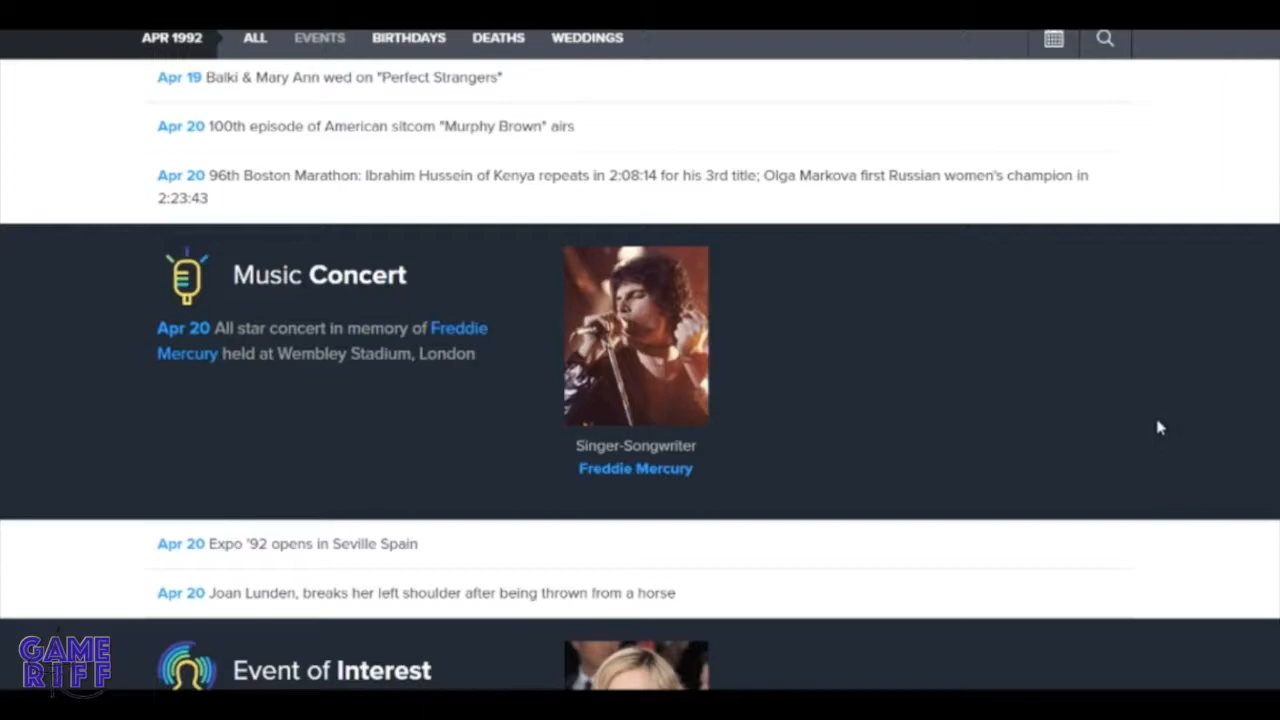 APR 1992 ALL EVENTS BIRTHDAYS DEATHS WEDDINGS
Apr 19 Balki & Mary Ann wed on "Perfect Strangers"
Apr 20 100th episode of American sitcom "Murphy Brown" airs
Apr 20 96th Boston Marathon: Ibrahim Hussein of Kenya repeats in 2:08:14 for his 3rd title; Olga Markova first Russian women's champion in
2:23:43
Music Concert
Apr 20 All star concert in memory of Freddie
Mercury held at Wembley Stadium, London
Singer-Songwriter
Freddie Mercury
Apr 20 Expo '92 opens in Seville Spain
Apr 20 Joan Lunden, breaks her left shoulder after being thrown from a horse
Event of Interest
GAME
RIFF